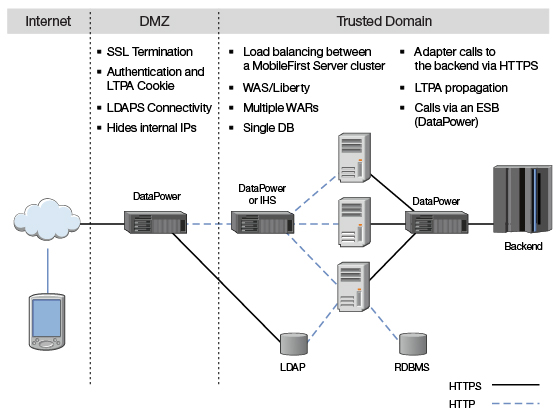 Internet
DMZ
Trusted Domain
SSL Termination
Authentication and
LTPA Cookie
LDAPS Connectivity
Hides internal IPs
Load balancing between
a MobileFirst Server cluster
WAS/Liberty
Multiple WARs
Single DB
Adapter calls to
the backend via HTTPS
LTPA propagation
Calls via an ESB
(DataPower)
DataPower
DataPower
or IHS
DataPower
Backend
LDAP
RDBMS
HTTPS
HTTP